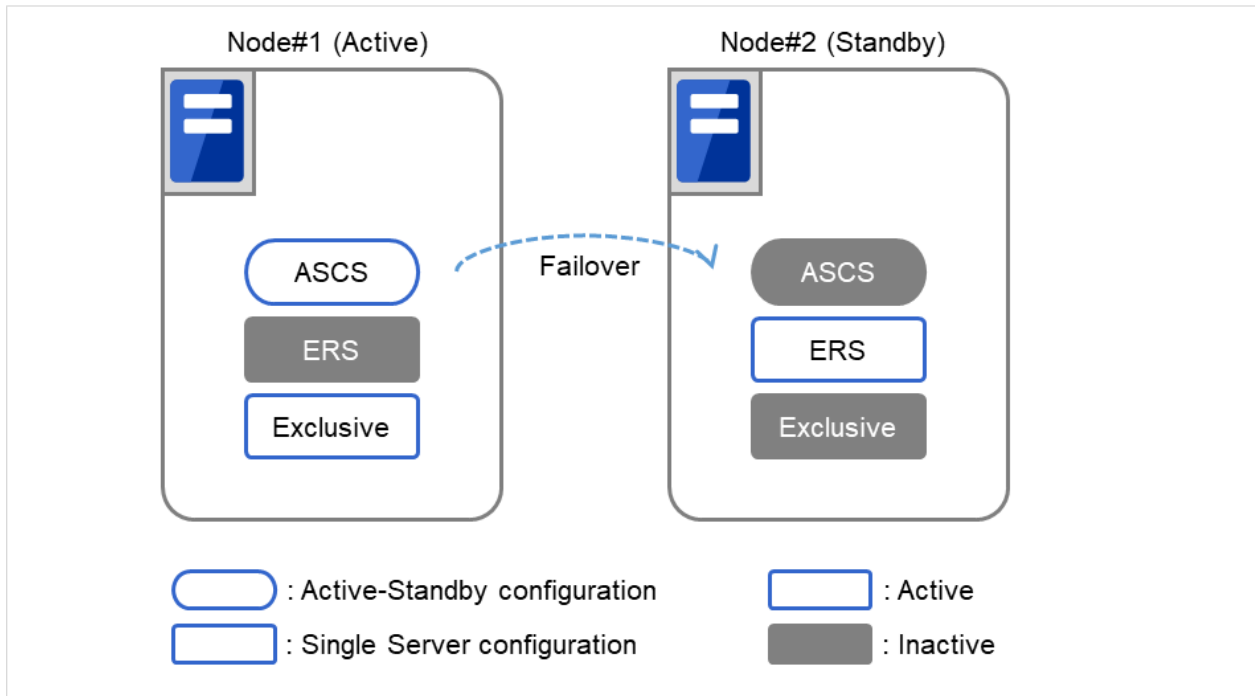 Node#1 (Active)
Node#2 (Standby)
ASCS
ERS
Exclusive
Failover
ASCS
ERS
Exclusive
: Active-Standby configuration
: Single Server configuration
: Active
: Inactive